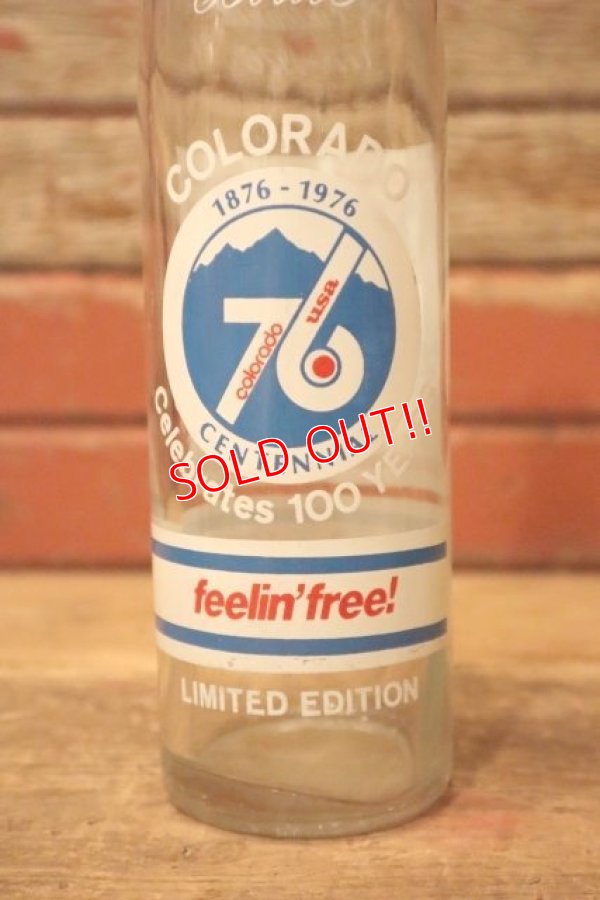 COLORADO
1876 - 1976
76
colorado
usa
CENTENNIAL
SOLD OUT!!
Celebrates 100
feelin' free!
LIMITED EDITION